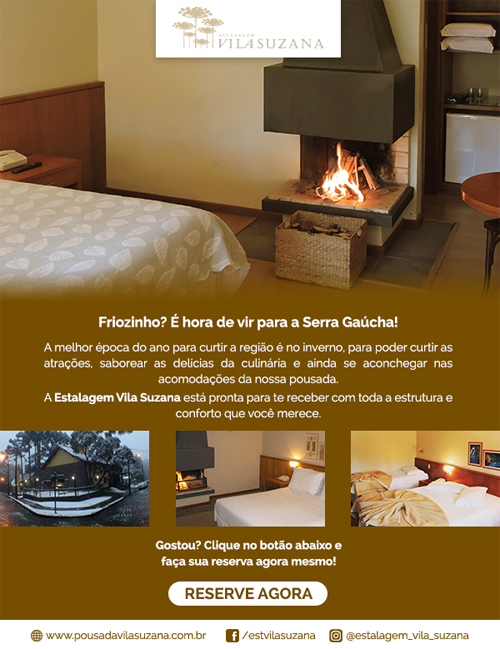 ESTALAGEM
VILASUZANA
Friozinho? É hora de vir para a Serra Gaúcha!
A melhor época do ano para curtir a região é no inverno, para poder curtir as
atrações, saborear as delícias da culinária e ainda se aconchegar nas
acomodações da nossa pousada.
A Estalagem Vila Suzana está pronta para te receber com toda a estrutura e
conforto que você merece.
Gostou? Clique no botão abaixo e
faça sua reserva agora mesmo!
RESERVE AGORA
www.pousadavilasuzana.com.br /estvilasuzana @estalagem_vila_suzana